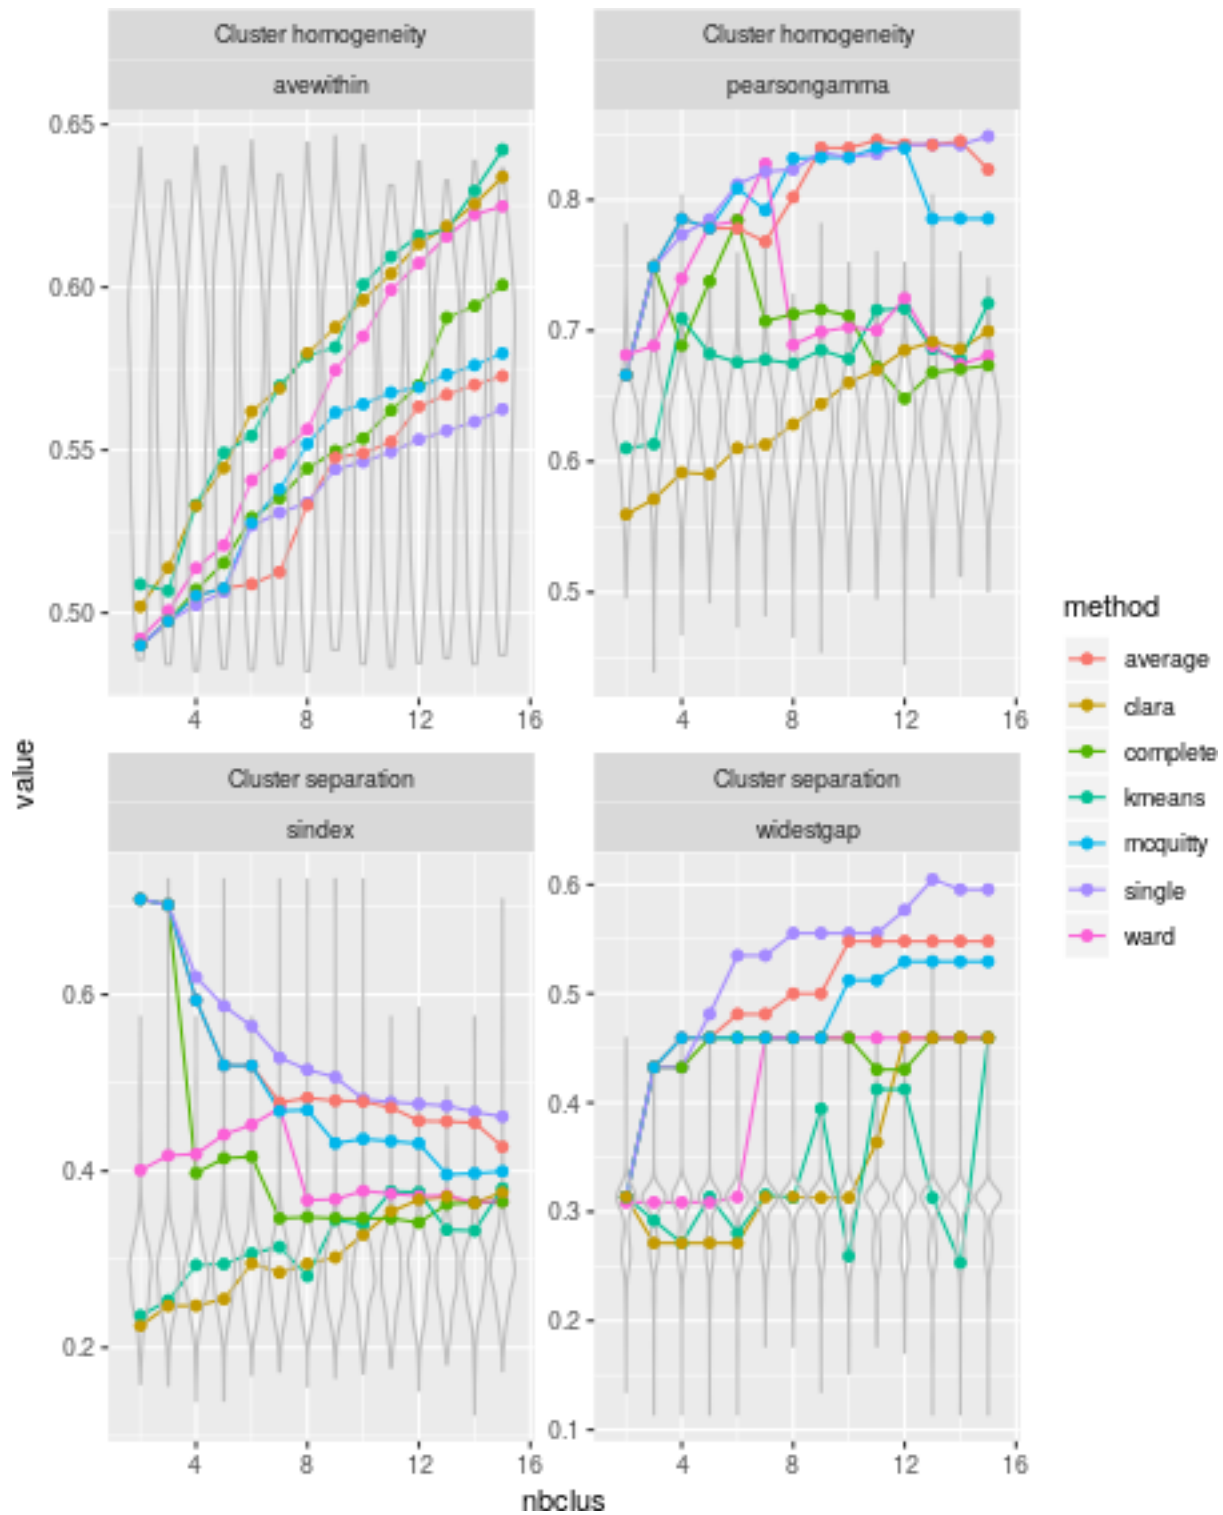 Cluster homogeneity
avewithin
0.65
0.60
0.55
0.50
4 8 12 16
Cluster homogeneity
pearsongamma
0.8
0.7
0.6
0.5
4 8 12 16
value
Cluster separation
sindex
0.6
0.4
0.2
4 8 12 16
Cluster separation
widestgap
0.6
0.5
0.4
0.3
0.2
0.1
4 8 12 16
nbclus
method
average
clara
complete
kmeans
mcquitty
single
ward